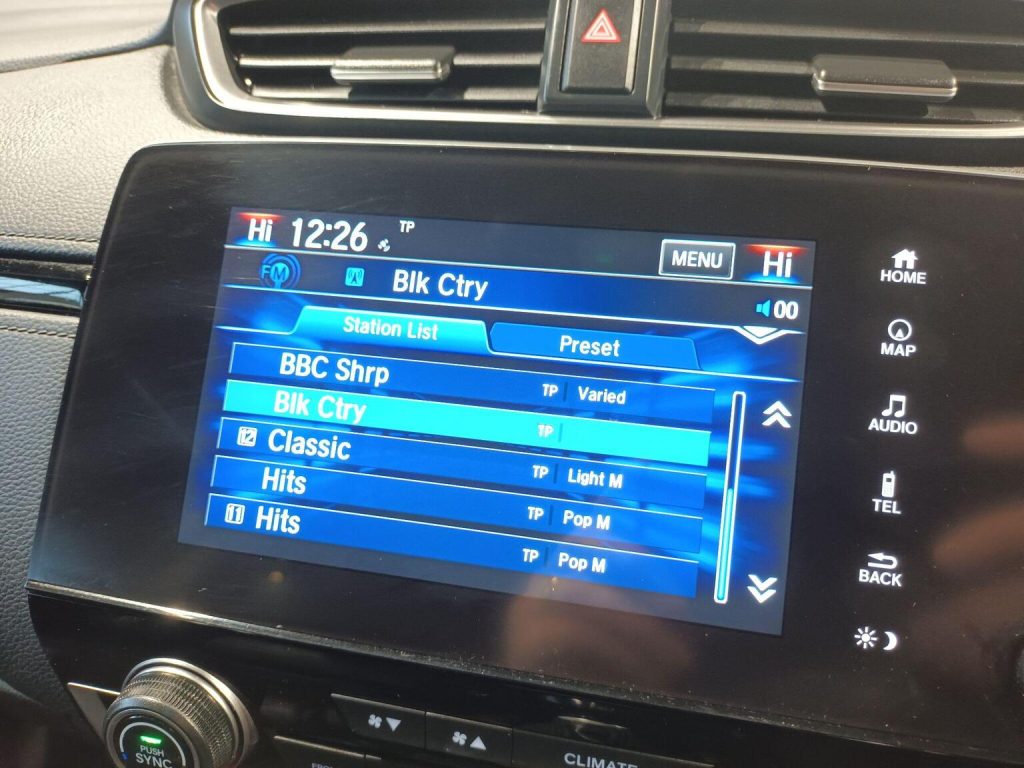 Hi 12:26 TP MENU Hi
FM Blk Ctry
00
Station List Preset
BBC Shrp TP Varied
Blk Ctry TP
12 Classic TP Light M
Hits TP Pop M
11 Hits TP Pop M
HOME
MAP
AUDIO
TEL
BACK
PUSH
SYNC
CLIMATE